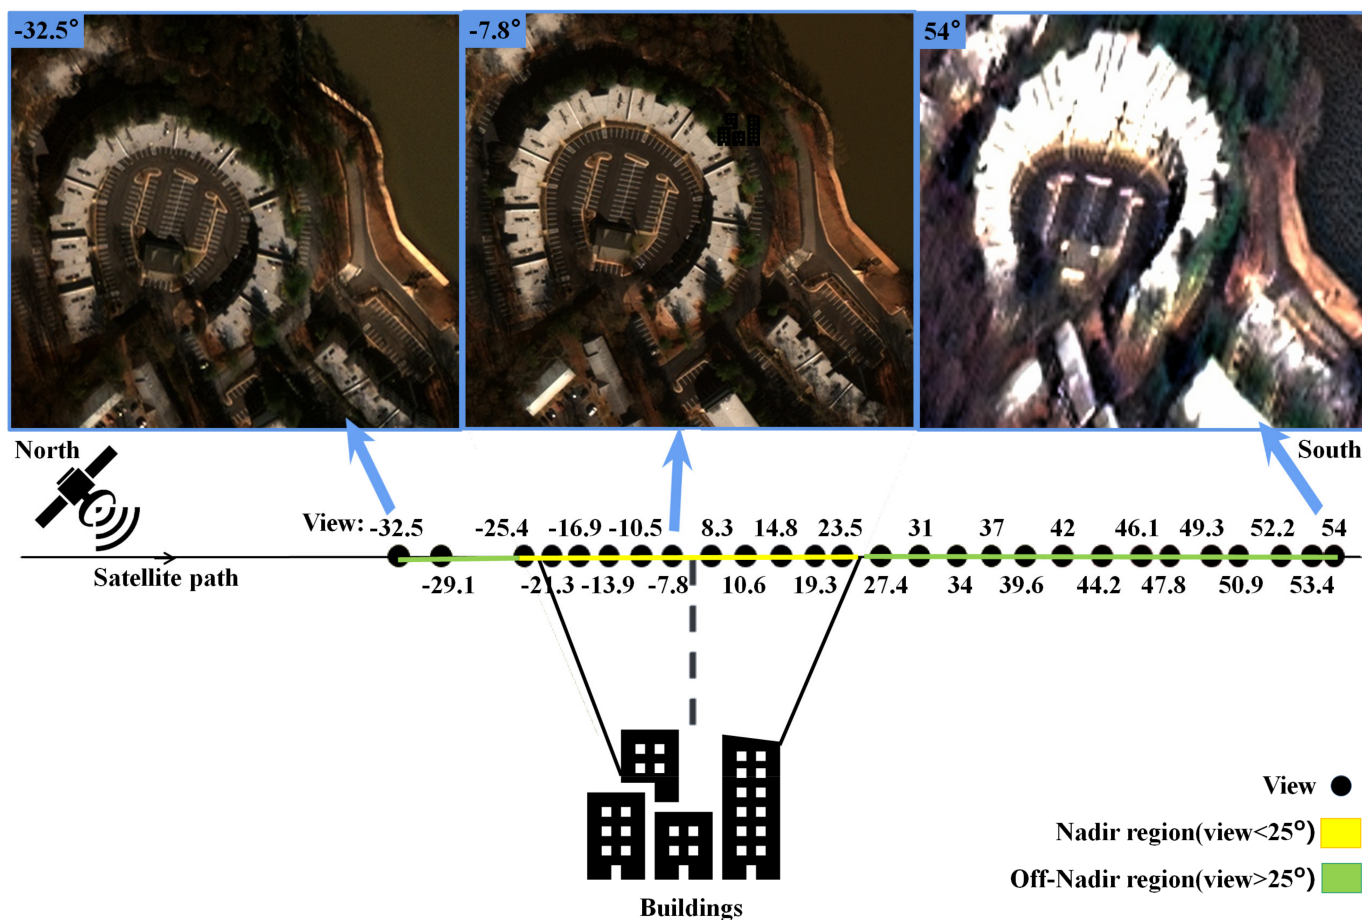 -32.5°
-7.8°
54°
North
South
View: -32.5 -25.4 -16.9 -10.5 8.3 14.8 23.5 31 37 42 46.1 49.3 52.2 54
Satellite path
-29.1 -21.3 -13.9 -7.8 10.6 19.3 27.4 34 39.6 44.2 47.8 50.9 53.4
View
Nadir region(view<25°)
Off-Nadir region(view>25°)
Buildings